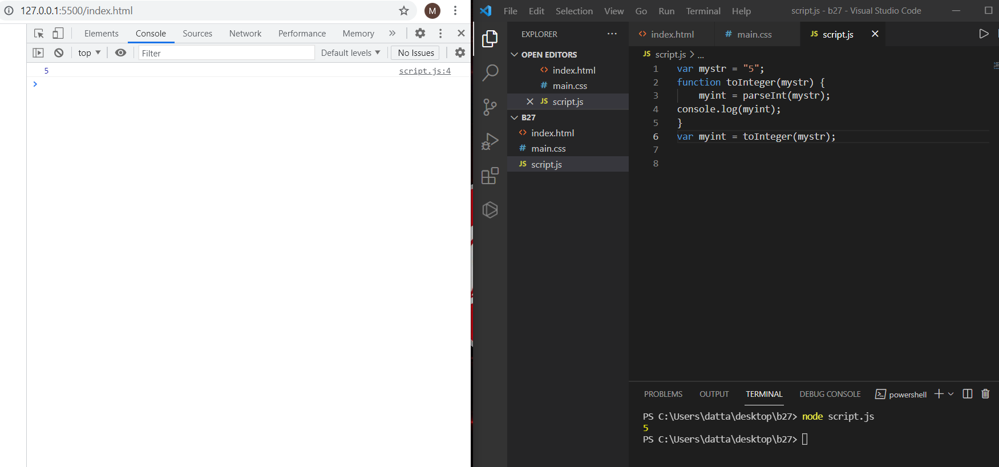 127.0.0.1:5500/index.html
M
Elements Console Sources Network Performance Memory
top Filter Default levels No Issues
5 script.js:4
File Edit Selection View Go Run Terminal Help script.js - b27 - Visual Studio Code
EXPLORER
OPEN EDITORS
index.html
main.css
JS script.js
B27
index.html
main.css
JS script.js
index.html # main.css JS script.js
JS script.js > ...
1 var mystr = "5";
2 function toInteger(mystr) {
3 myint = parseInt(mystr);
4 console.log(myint);
5 }
6 var myint = toInteger(mystr);
7
8
PROBLEMS OUTPUT TERMINAL DEBUG CONSOLE powershell
PS C:\Users\datta\desktop\b27> node script.js
5
PS C:\Users\datta\desktop\b27>